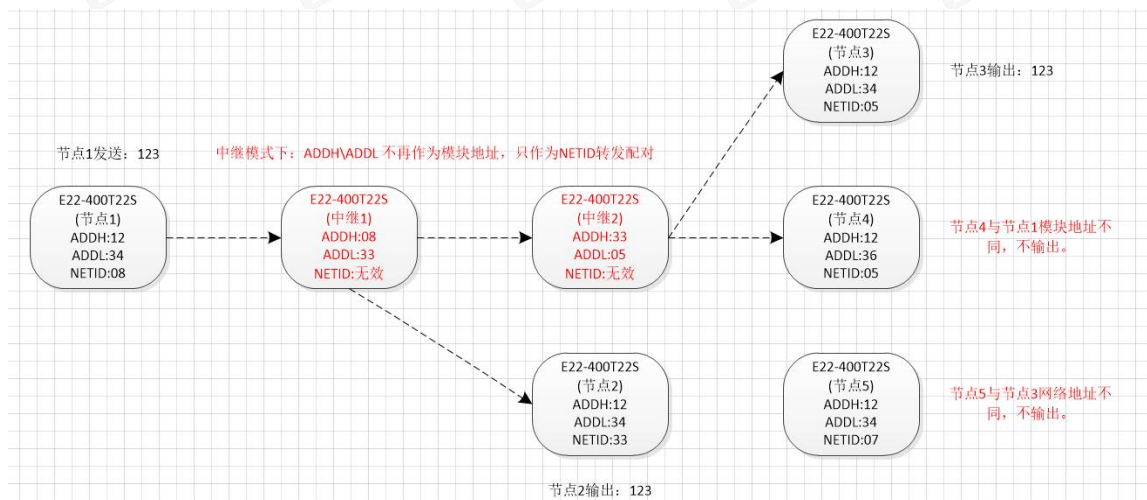 E22-400T22S
(节点3)
ADDH:12
ADDL:34
NETID:05
节点3输出：123
节点1发送：123
中继模式下：ADDH\ADDL 不再作为模块地址，只作为NETID转发配对
E22-400T22S
(节点1)
ADDH:12
ADDL:34
NETID:08
E22-400T22S
(中继1)
ADDH:08
ADDL:33
NETID:无效
E22-400T22S
(中继2)
ADDH:33
ADDL:05
NETID:无效
E22-400T22S
(节点4)
ADDH:12
ADDL:36
NETID:05
节点4与节点1模块地址不
同，不输出。
E22-400T22S
(节点2)
ADDH:12
ADDL:34
NETID:33
节点2输出：123
E22-400T22S
(节点5)
ADDH:12
ADDL:34
NETID:07
节点5与节点3网络地址不
同，不输出。